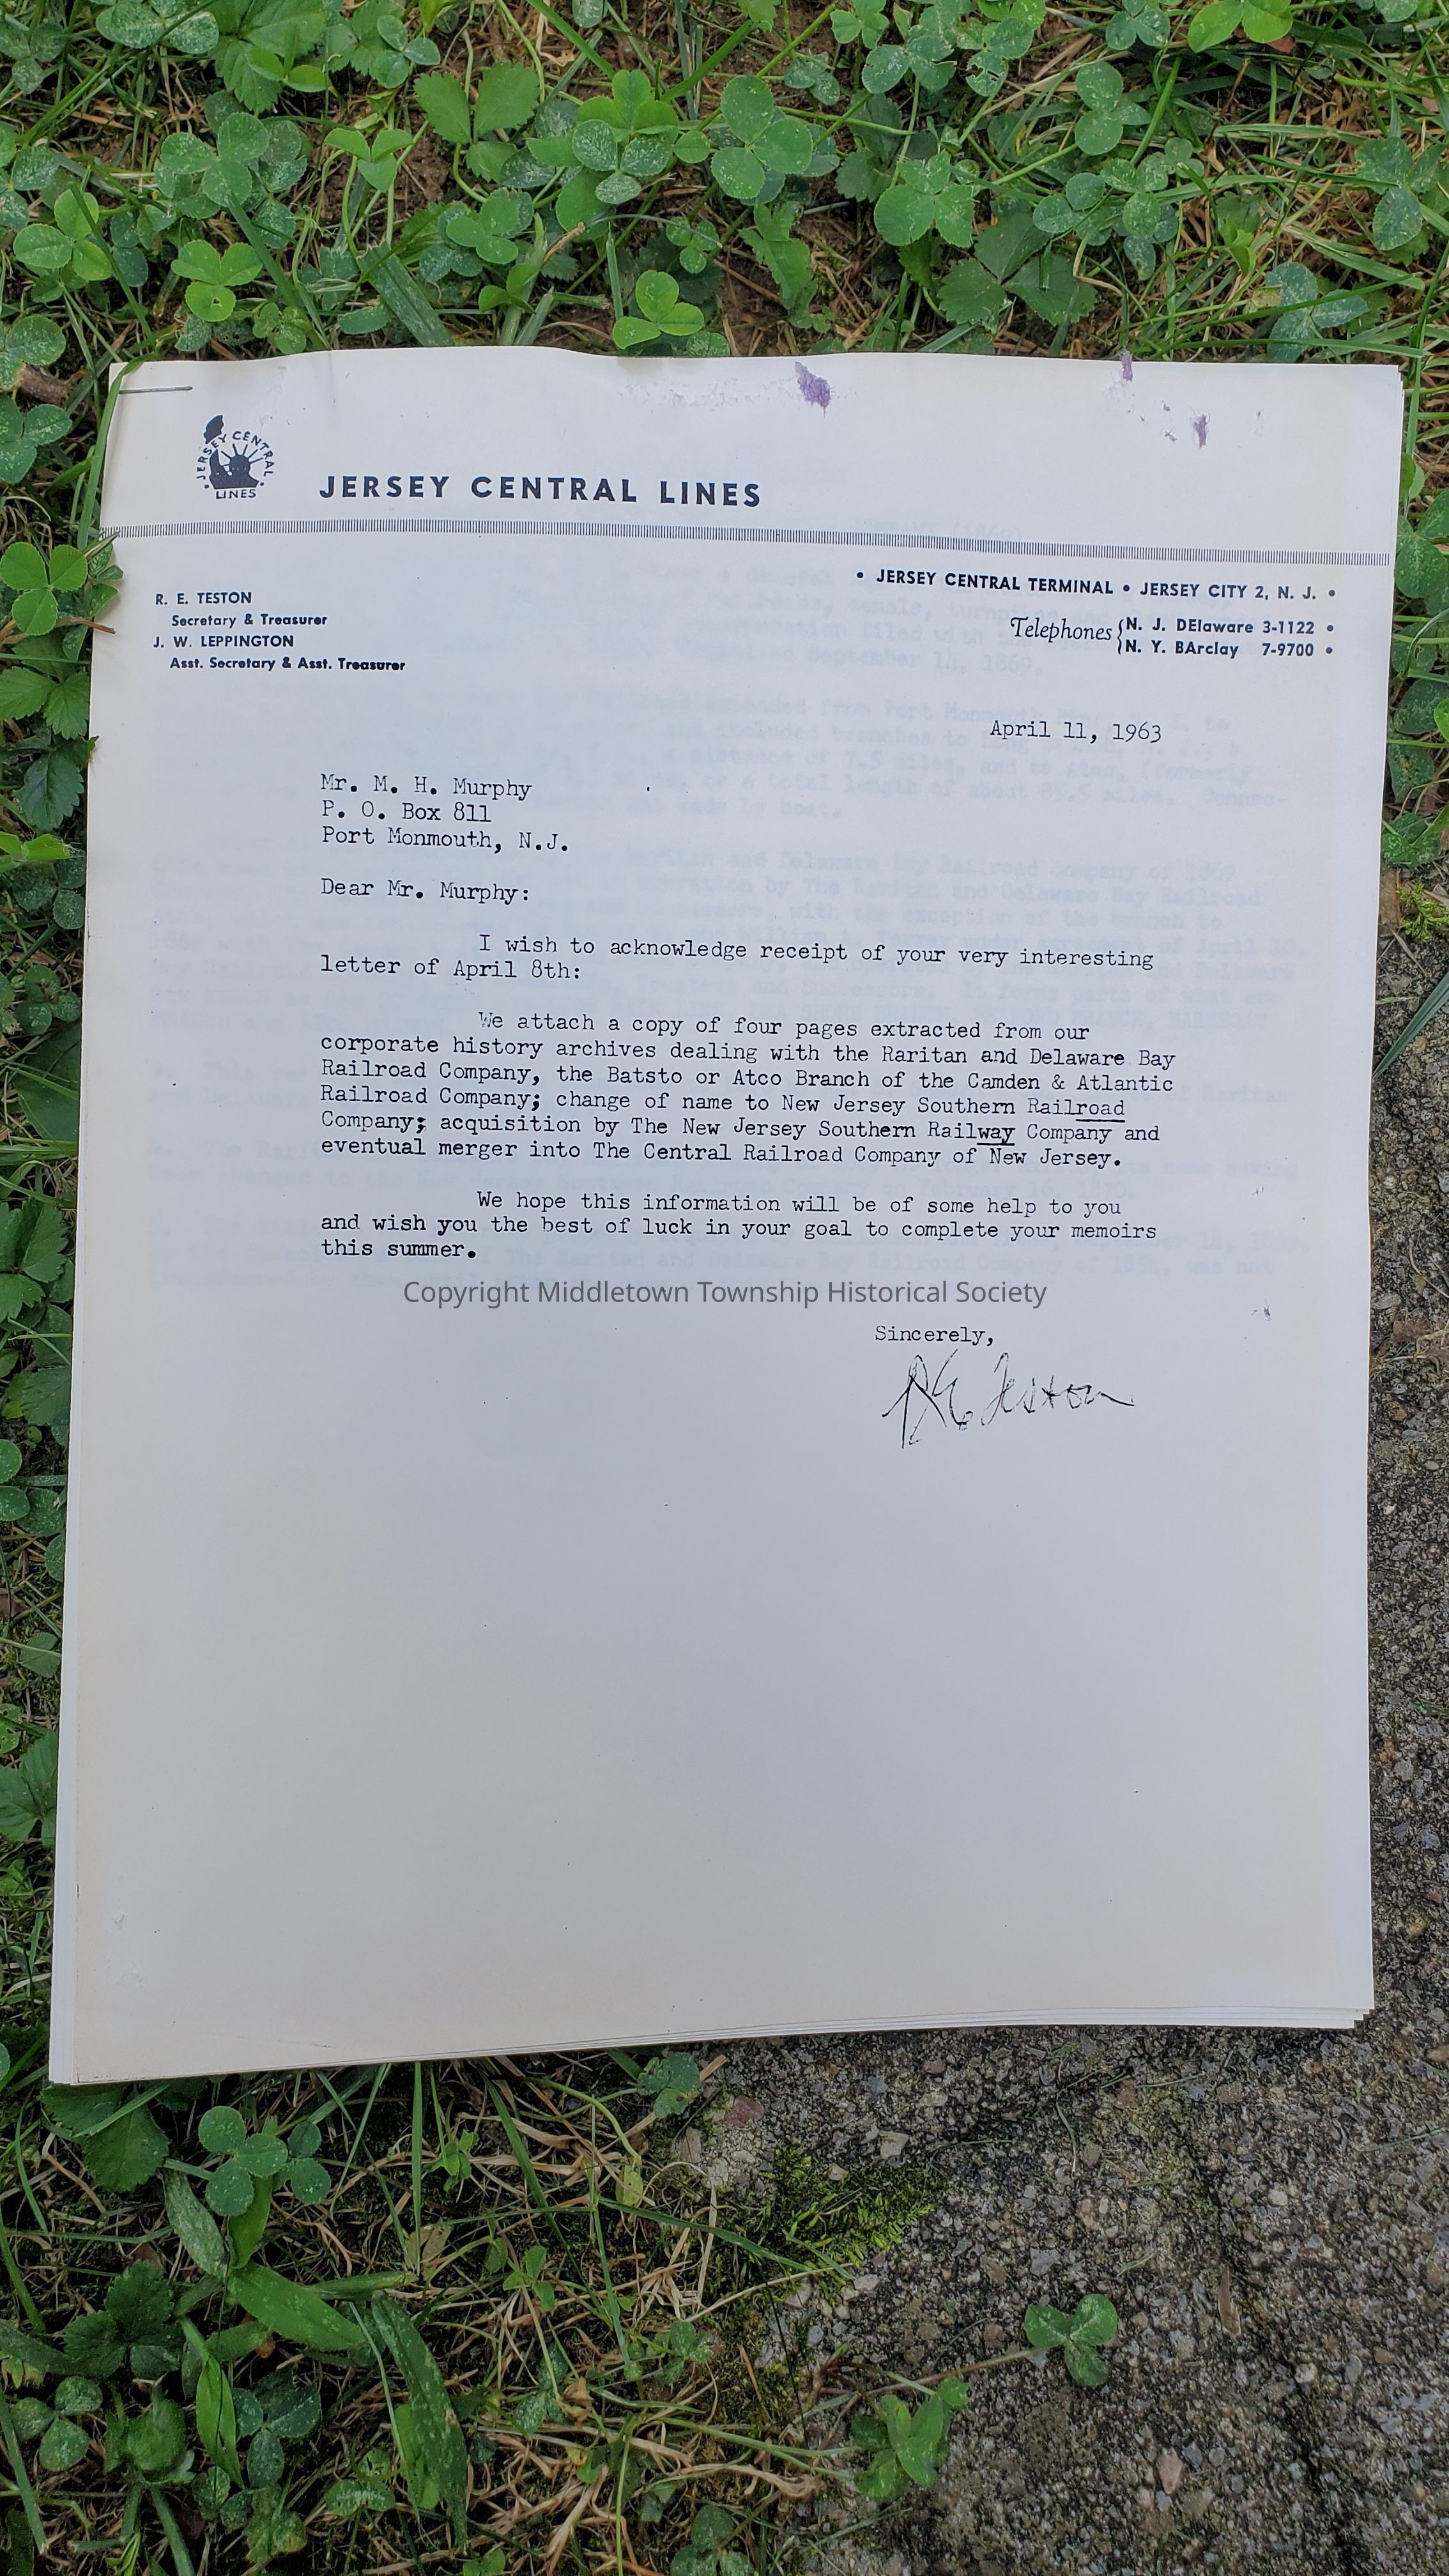 JERSEY CENTRAL
LINES
JERSEY CENTRAL LINES
• JERSEY CENTRAL TERMINAL • JERSEY CITY 2, N. J. •
R. E. TESTON
Secretary & Treasurer
J. W. LEPPINGTON
Asst. Secretary & Asst. Treasurer
Telephones { N. J. DElaware 3-1122 •
N. Y. BArclay 7-9700 •
April 11, 1963
Mr. M. H. Murphy
P. O. Box 811
Port Monmouth, N.J.
Dear Mr. Murphy:
I wish to acknowledge receipt of your very interesting
letter of April 8th:
We attach a copy of four pages extracted from our
corporate history archives dealing with the Raritan and Delaware Bay
Railroad Company, the Batsto or Atco Branch of the Camden & Atlantic
Railroad Company; change of name to New Jersey Southern Railroad
Company; acquisition by The New Jersey Southern Railway Company and
eventual merger into The Central Railroad Company of New Jersey.
We hope this information will be of some help to you
and wish you the best of luck in your goal to complete your memoirs
this summer.
Copyright Middletown Township Historical Society
Sincerely,
R E Teston